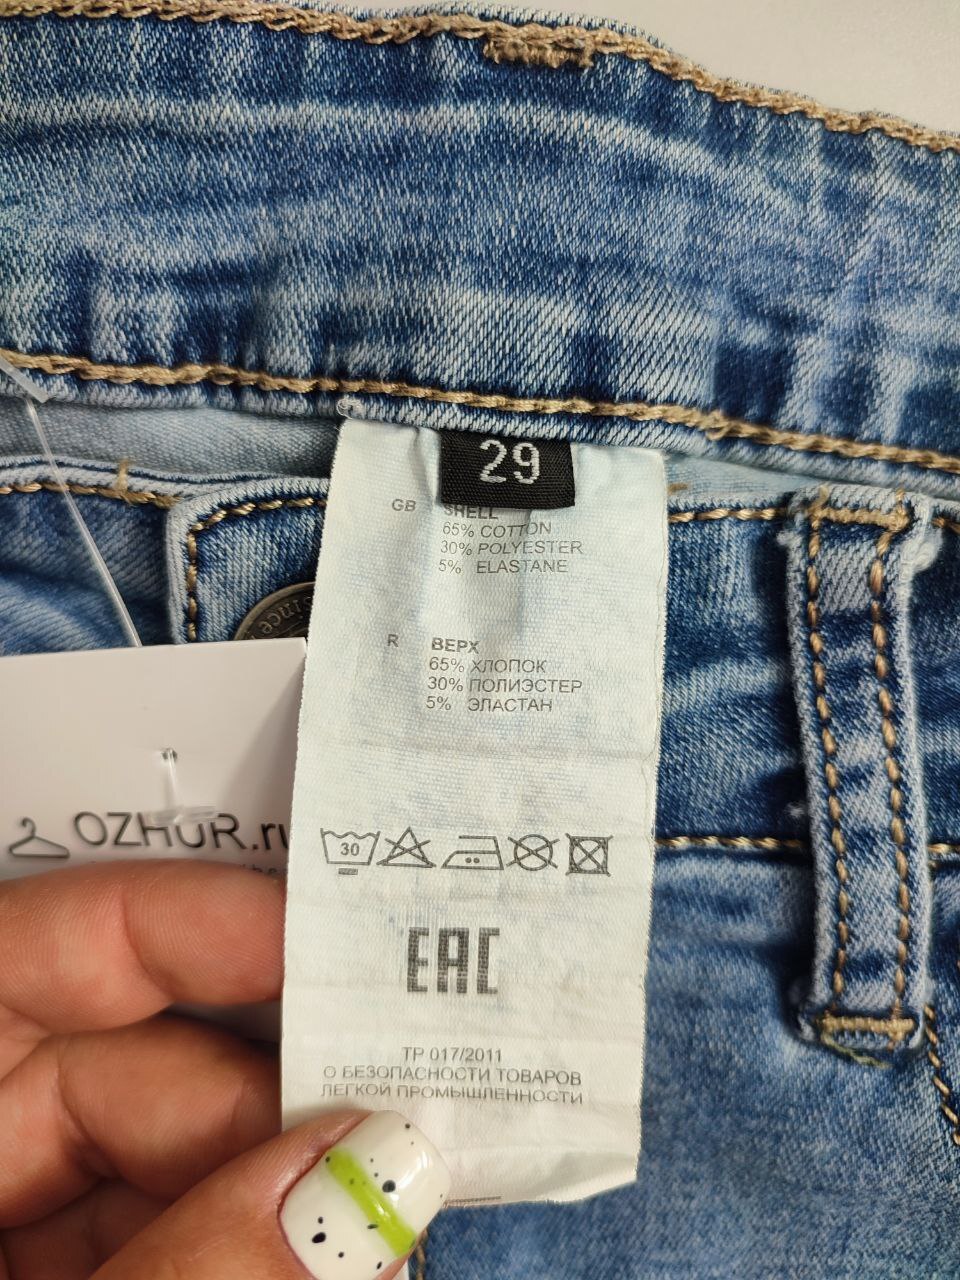 29
GB SHELL
65% COTTON
30% POLYESTER
5% ELASTANE
R ВЕРХ
65% ХЛОПОК
30% ПОЛИЭСТЕР
5% ЭЛАСТАН
since
OZHUR.ru
30
EAC
ТР 017/2011
О БЕЗОПАСНОСТИ ТОВАРОВ
ЛЕГКОЙ ПРОМЫШЛЕННОСТИ